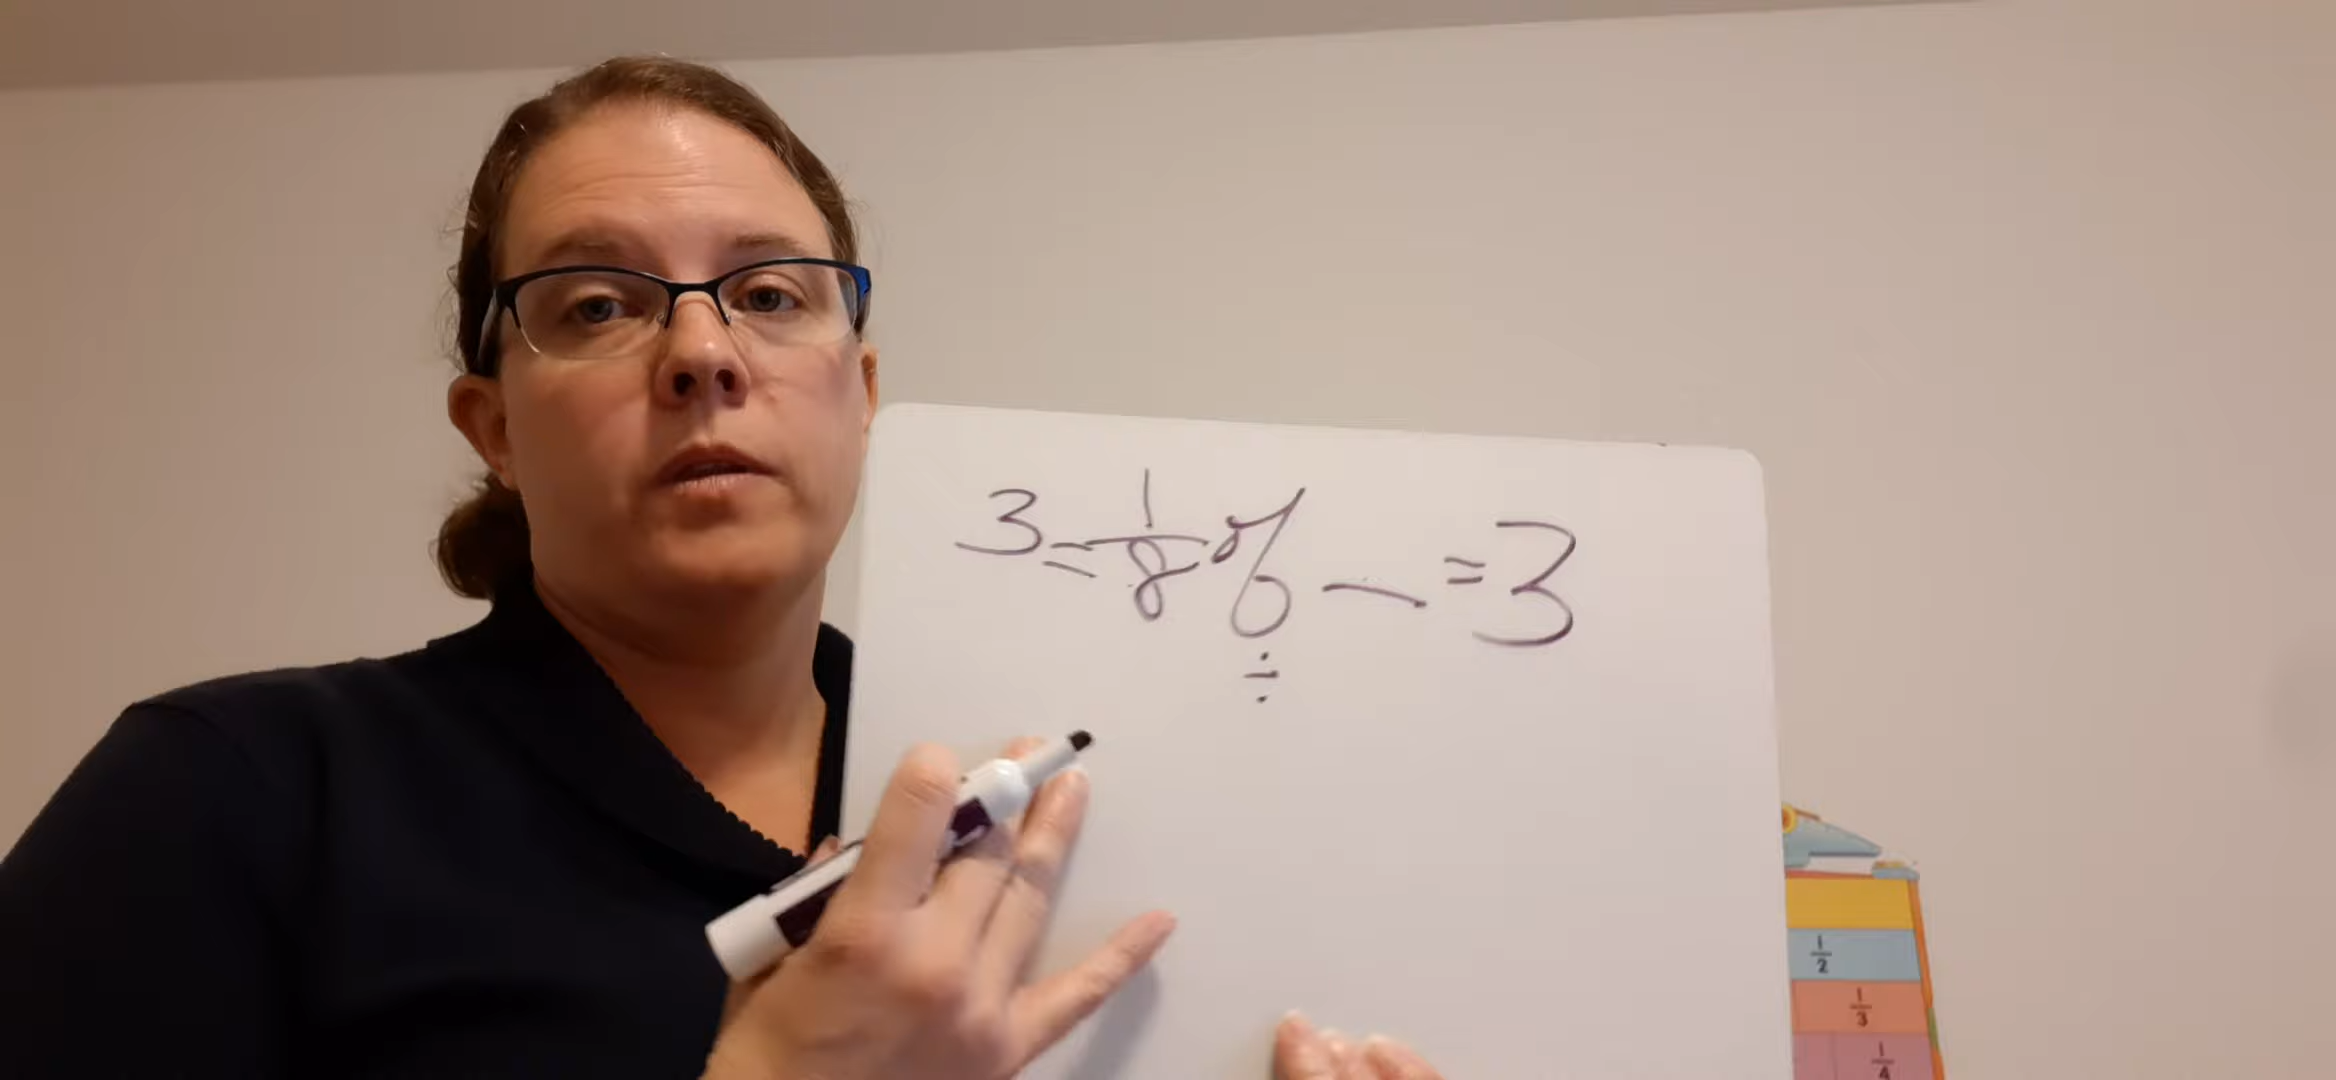 3 = 1/8 of __ = 3
÷
1/2
1/3
1/4